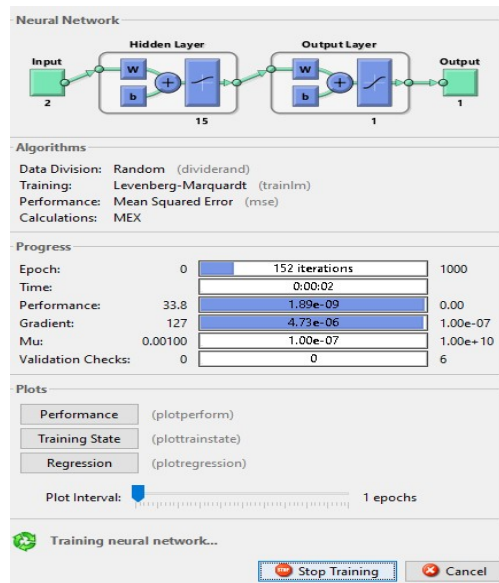 Neural Network
Hidden Layer
Output Layer
Input
Output
W
b
W
b
2
15
1
1
Algorithms
Data Division: Random (dividerand)
Training: Levenberg-Marquardt (trainlm)
Performance: Mean Squared Error (mse)
Calculations: MEX
Progress
Epoch: 0 152 iterations 1000
Time: 0:00:02
Performance: 33.8 1.89e-09 0.00
Gradient: 127 4.73e-06 1.00e-07
Mu: 0.00100 1.00e-07 1.00e+10
Validation Checks: 0 0 6
Plots
Performance (plotperform)
Training State (plottrainstate)
Regression (plotregression)
Plot Interval: 1 epochs
Training neural network...
Stop Training Cancel